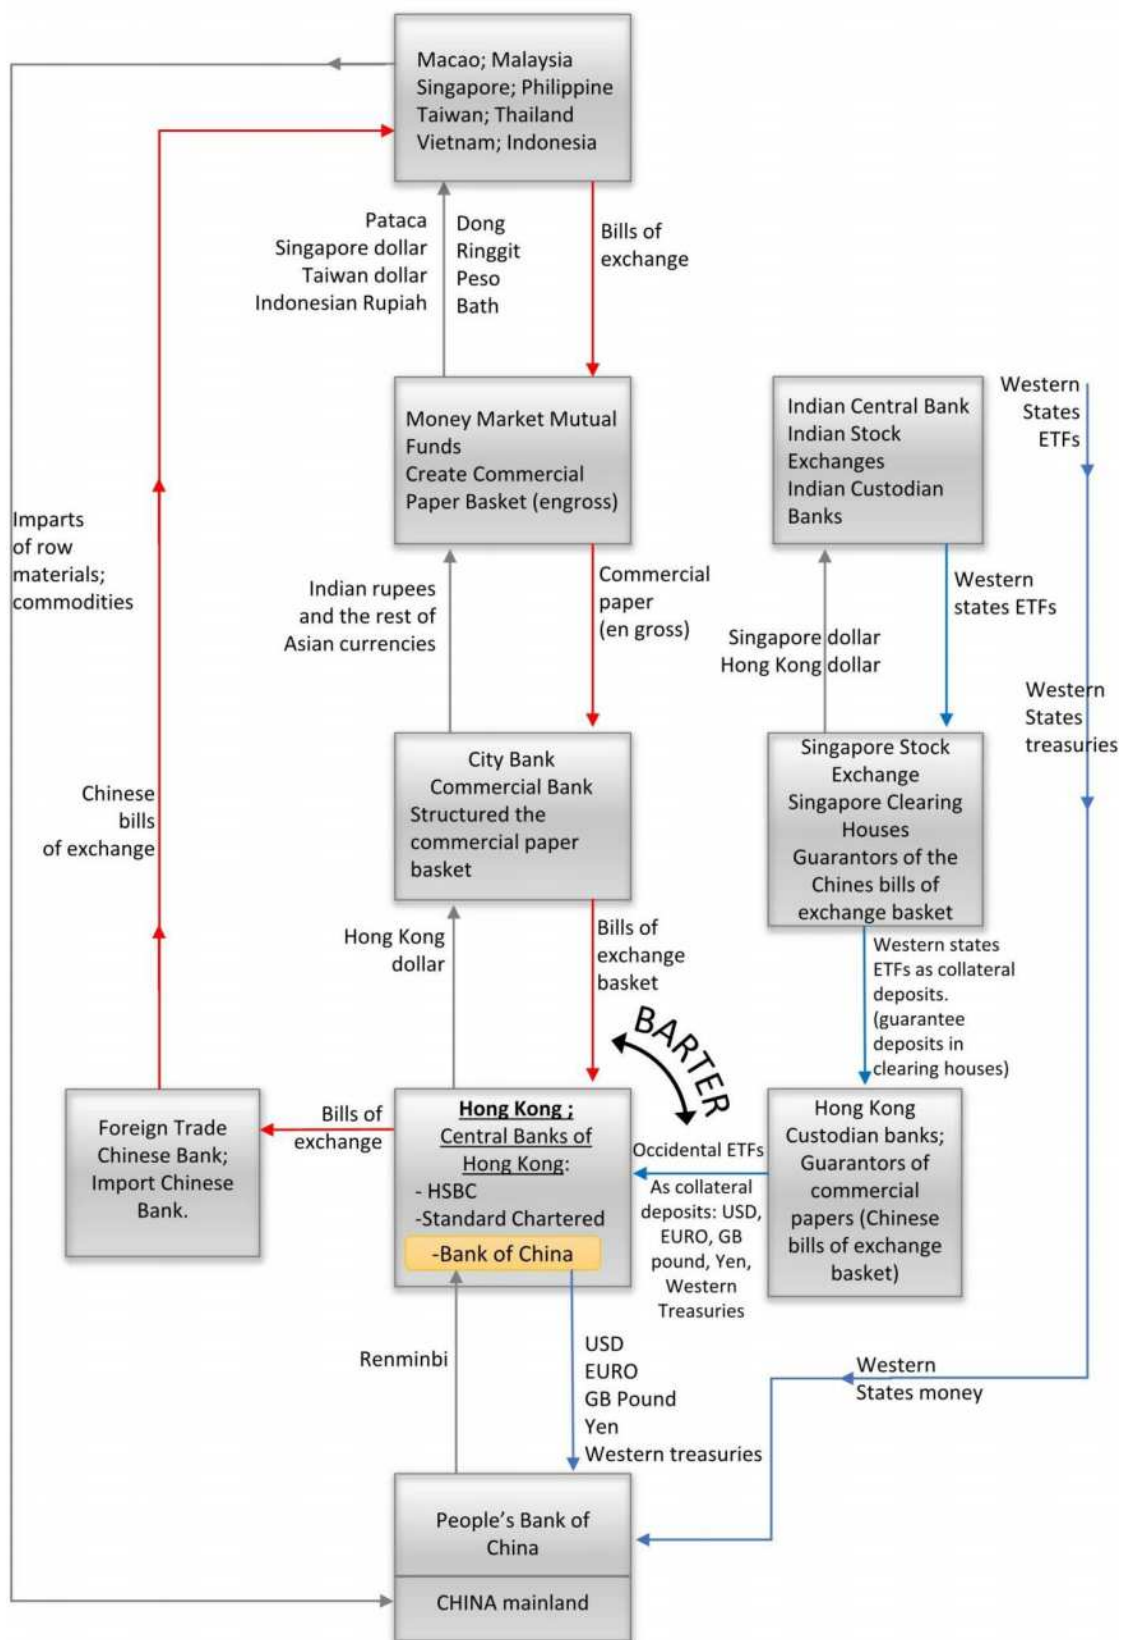 Macao; Malaysia
Singapore; Philippine
Taiwan; Thailand
Vietnam; Indonesia
Pataca
Singapore dollar
Taiwan dollar
Indonesian Rupiah
Dong
Ringgit
Peso
Bath
Bills of
exchange
Money Market Mutual
Funds
Create Commercial
Paper Basket (engross)
Indian Central Bank
Indian Stock
Exchanges
Indian Custodian
Banks
Western
States
ETFs
Imparts
of row
materials;
commodities
Indian rupees
and the rest of
Asian currencies
Commercial
paper
(en gross)
Western
states ETFs
Singapore dollar
Hong Kong dollar
Western
States
treasuries
Chinese
bills
of exchange
City Bank
Commercial Bank
Structured the
commercial paper
basket
Singapore Stock
Exchange
Singapore Clearing
Houses
Guarantors of the
Chines bills of
exchange basket
Hong Kong
dollar
Bills of
exchange
basket
Western states
ETFs as collateral
deposits.
(guarantee
deposits in
clearing houses)
BARTER
Foreign Trade
Chinese Bank;
Import Chinese
Bank.
Bills of
exchange
Hong Kong ;
Central Banks of
Hong Kong:
- HSBC
-Standard Chartered
-Bank of China
Occidental ETFs
As collateral
deposits: USD,
EURO, GB
pound, Yen,
Western
Treasuries
Hong Kong
Custodian banks;
Guarantors of
commercial
papers (Chinese
bills of exchange
basket)
Renminbi
USD
EURO
GB Pound
Yen
Western treasuries
Western
States money
People's Bank of
China
CHINA mainland